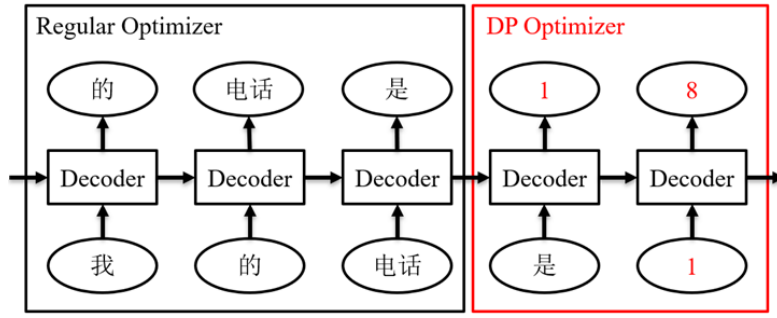 Regular Optimizer
DP Optimizer
的 电话 是 1 8
Decoder Decoder Decoder Decoder Decoder
我 的 电话 是 1